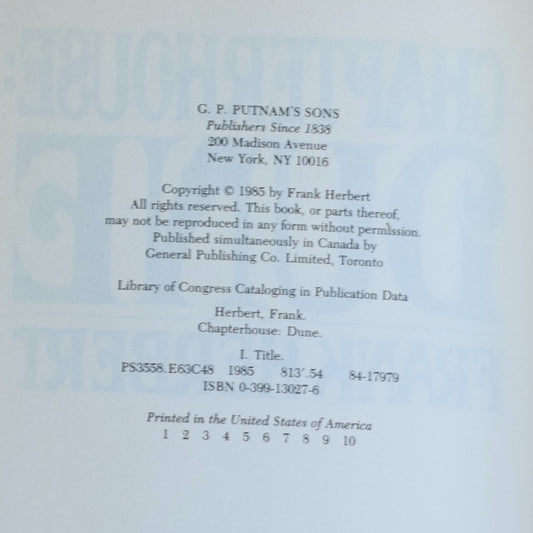 G. P. PUTNAM'S SONS
Publishers Since 1838
200 Madison Avenue
New York, NY 10016
Copyright © 1985 by Frank Herbert
All rights reserved. This book, or parts thereof,
may not be reproduced in any form without permission.
Published simultaneously in Canada by
General Publishing Co. Limited, Toronto
Library of Congress Cataloging in Publication Data
Herbert, Frank.
Chapterhouse: Dune.
I. Title.
PS3558.E63C48 1985 813'.54 84-17979
ISBN 0-399-13027-6
Printed in the United States of America
1 2 3 4 5 6 7 8 9 10